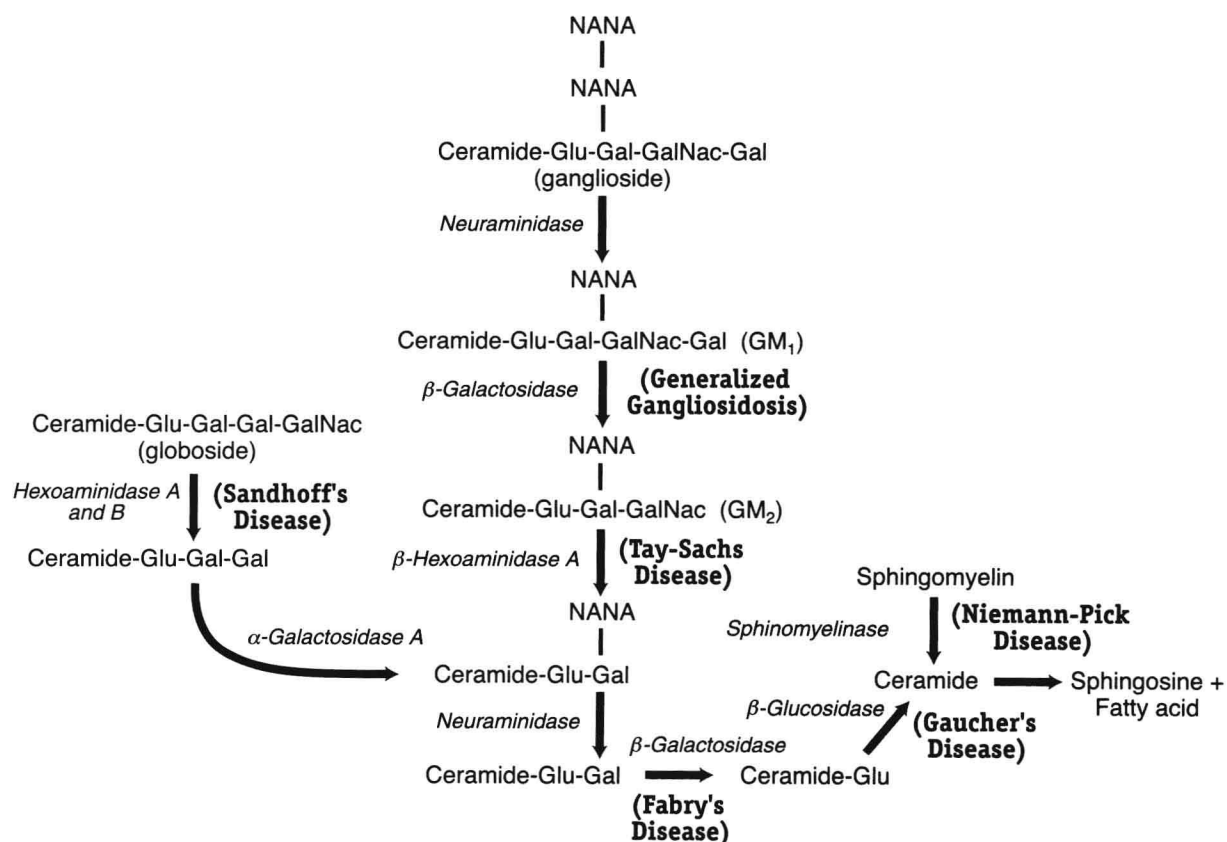 NANA
NANA
Ceramide-Glu-Gal-GalNac-Gal
(ganglioside)
Neuraminidase
NANA
Ceramide-Glu-Gal-GalNac-Gal (GM₁)
β-Galactosidase
(Generalized
Gangliosidosis)
NANA
Ceramide-Glu-Gal-GalNac (GM₂)
Ceramide-Glu-Gal-Gal-GalNac
(globoside)
Hexoaminidase A
and B
(Sandhoff's
Disease)
Ceramide-Glu-Gal-Gal
β-Hexoaminidase A
(Tay-Sachs
Disease)
NANA
α-Galactosidase A
Ceramide-Glu-Gal
Neuraminidase
Ceramide-Glu-Gal
β-Galactosidase
(Fabry's
Disease)
Ceramide-Glu
β-Glucosidase
(Gaucher's
Disease)
Sphingomyelin
Sphinomyelinase
(Niemann-Pick
Disease)
Ceramide
Sphingosine +
Fatty acid